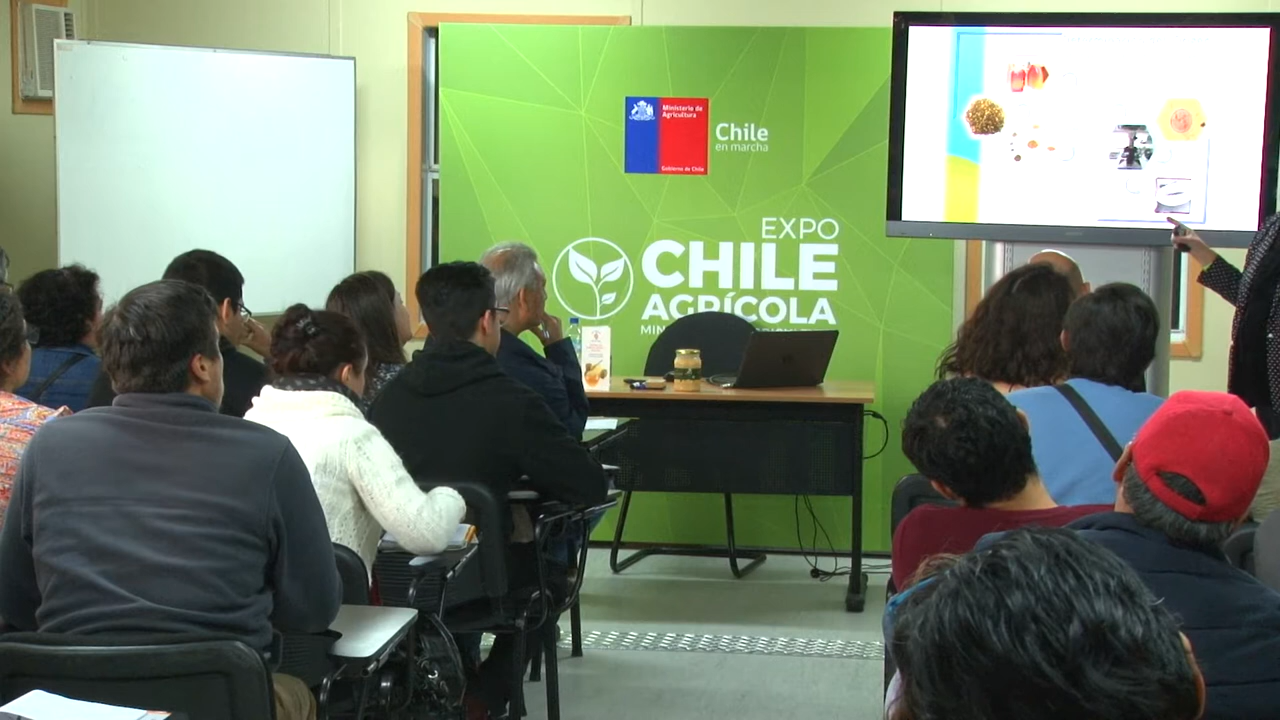 Ministerio de
Agricultura
Gobierno de Chile
Chile
en marcha
EXPO
CHILE
AGRÍCOLA